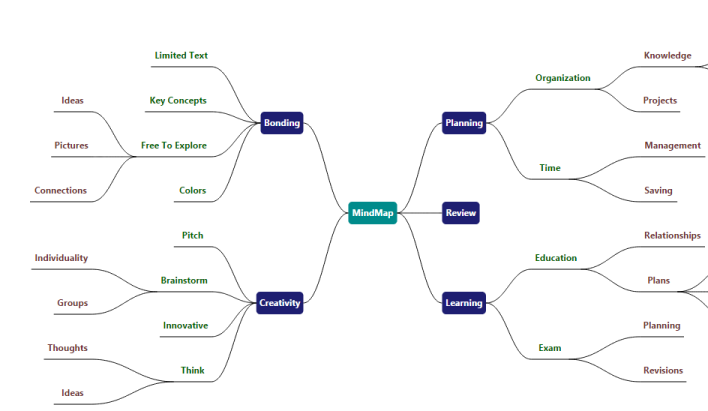 Limited Text
Key Concepts
Free To Explore
Colors
Ideas
Pictures
Connections
Bonding
Pitch
Brainstorm
Innovative
Think
Individuality
Groups
Thoughts
Ideas
Creativity
MindMap
Planning
Organization
Knowledge
Projects
Time
Management
Saving
Review
Learning
Education
Relationships
Plans
Exam
Planning
Revisions